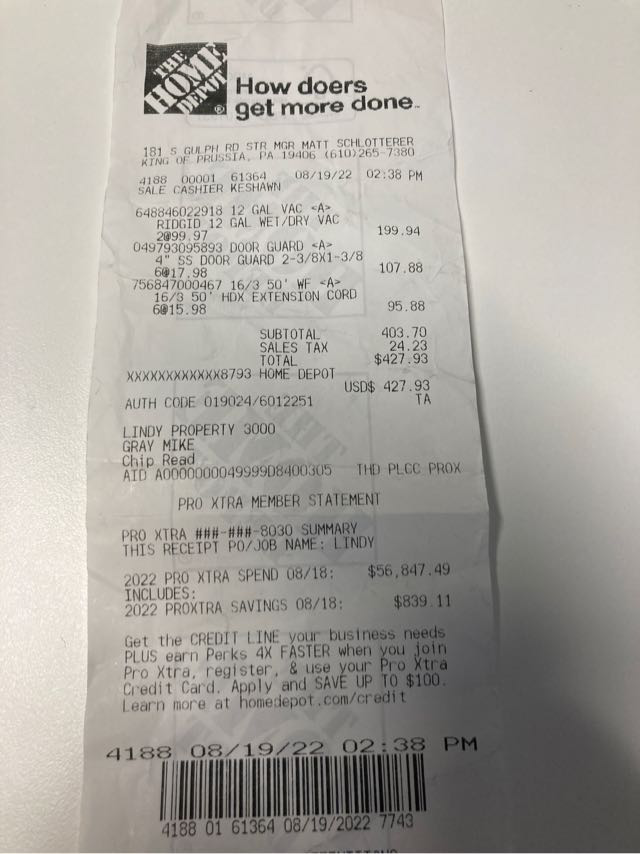 THE
HOME
DEPOT
®
How doers
get more done™
181 S GULPH RD STR MGR MATT SCHLOTTERER
KING OF PRUSSIA, PA 19406 (610)265-7380
4188 00001 61364 08/19/22 02:38 PM
SALE CASHIER KESHAWN
648846022918 12 GAL VAC <A>
RIDGID 12 GAL WET/DRY VAC
2@99.97 199.94
049793095893 DOOR GUARD <A>
4" SS DOOR GUARD 2-3/8X1-3/8
6@17.98 107.88
756847000467 16/3 50' WF <A>
16/3 50' HDX EXTENSION CORD
6@15.98 95.88
SUBTOTAL 403.70
SALES TAX 24.23
TOTAL $427.93
XXXXXXXXXXXX8793 HOME DEPOT
USD$ 427.93
AUTH CODE 019024/6012251 TA
LINDY PROPERTY 3000
GRAY MIKE
Chip Read
AID A0000000049999D8400305 THD PLCC PROX
PRO XTRA MEMBER STATEMENT
PRO XTRA ###-###-8030 SUMMARY
THIS RECEIPT PO/JOB NAME: LINDY
2022 PRO XTRA SPEND 08/18: $56,847.49
INCLUDES:
2022 PROXTRA SAVINGS 08/18: $839.11
Get the CREDIT LINE your business needs
PLUS earn Perks 4X FASTER when you join
Pro Xtra, register, & use your Pro Xtra
Credit Card. Apply and SAVE UP TO $100.
Learn more at homedepot.com/credit
4188 08/19/22 02:38 PM
4188 01 61364 08/19/2022 7743